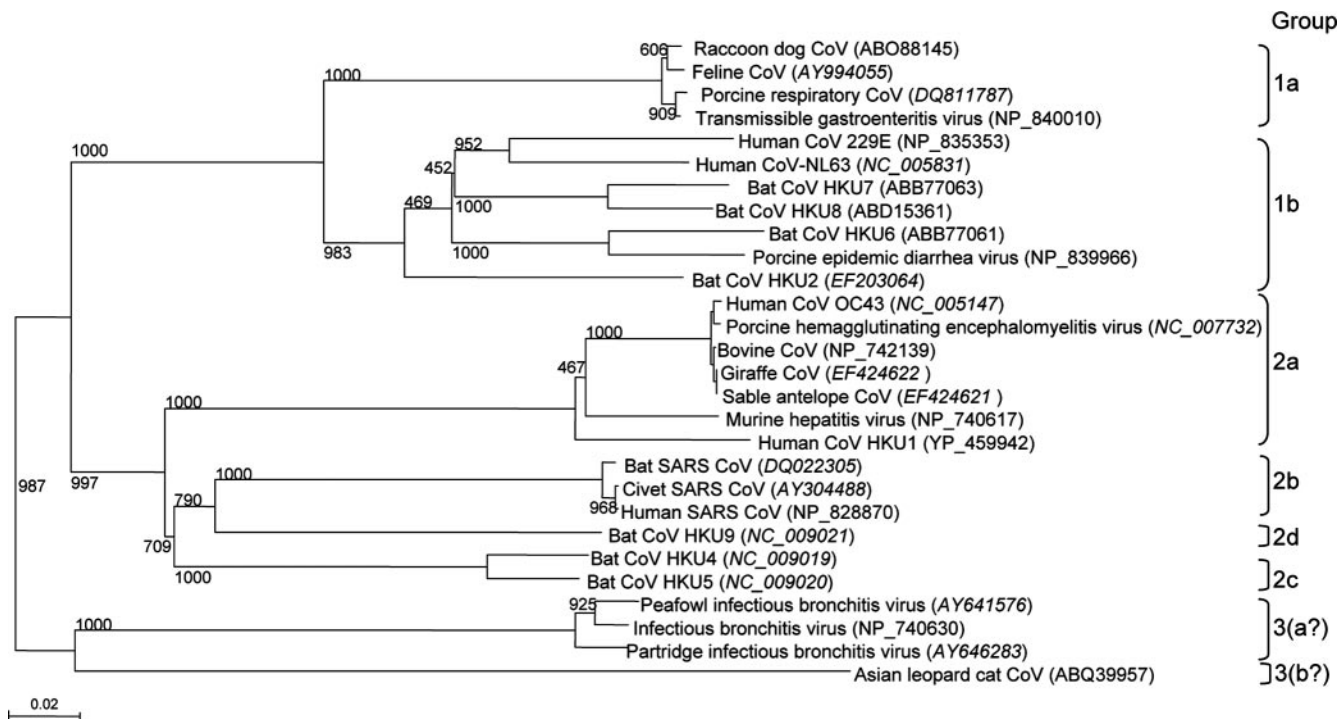 Group
606
Raccoon dog CoV (ABO88145)
1000
Feline CoV (AY994055)
1a
Porcine respiratory CoV (DQ811787)
909
Transmissible gastroenteritis virus (NP_840010)
1000
952
Human CoV 229E (NP_835353)
452
Human CoV-NL63 (NC_005831)
469
Bat CoV HKU7 (ABB77063)
1b
1000
Bat CoV HKU8 (ABD15361)
983
1000
Bat CoV HKU6 (ABB77061)
Porcine epidemic diarrhea virus (NP_839966)
Bat CoV HKU2 (EF203064)
Human CoV OC43 (NC_005147)
1000
Porcine hemagglutinating encephalomyelitis virus (NC_007732)
Bovine CoV (NP_742139)
2a
467
Giraffe CoV (EF424622 )
1000
Sable antelope CoV (EF424621 )
Murine hepatitis virus (NP_740617)
Human CoV HKU1 (YP_459942)
987
997
1000
Bat SARS CoV (DQ022305)
2b
790
Civet SARS CoV (AY304488)
968
Human SARS CoV (NP_828870)
709
Bat CoV HKU9 (NC_009021)
2d
Bat CoV HKU4 (NC_009019)
1000
Bat CoV HKU5 (NC_009020)
2c
925
Peafowl infectious bronchitis virus (AY641576)
1000
Infectious bronchitis virus (NP_740630)
3(a?)
Partridge infectious bronchitis virus (AY646283)
Asian leopard cat CoV (ABQ39957)
3(b?)
0.02